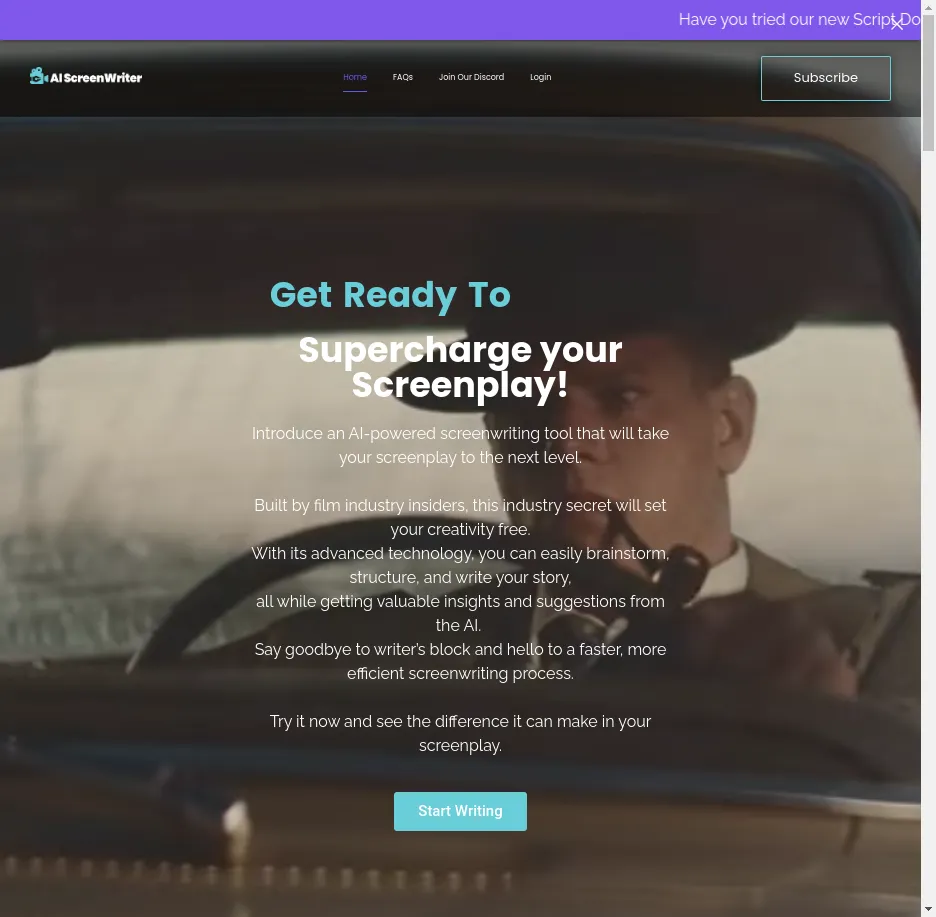 Have you tried our new Script Do
AI ScreenWriter
Home
FAQs
Join Our Discord
Login
Subscribe
Get Ready To
Supercharge your
Screenplay!
Introduce an AI-powered screenwriting tool that will take
your screenplay to the next level.
Built by film industry insiders, this industry secret will set
your creativity free.
With its advanced technology, you can easily brainstorm,
structure, and write your story,
all while getting valuable insights and suggestions from
the AI.
Say goodbye to writer’s block and hello to a faster, more
efficient screenwriting process.
Try it now and see the difference it can make in your
screenplay.
Start Writing